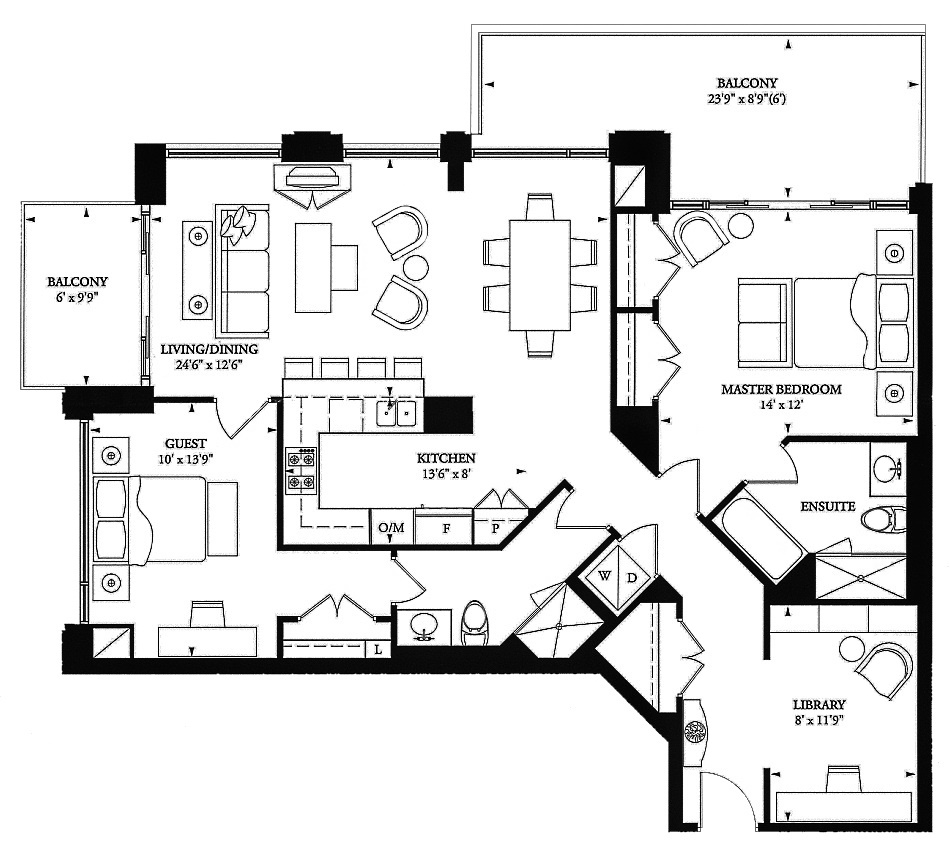 BALCONY
23'9" x 8'9"(6')
BALCONY
6' x 9'9"
LIVING/DINING
24'6" x 12'6"
MASTER BEDROOM
14' x 12'
GUEST
10' x 13'9"
KITCHEN
13'6" x 8'
ENSUITE
O/M
F
P
W
D
L
LIBRARY
8' x 11'9"